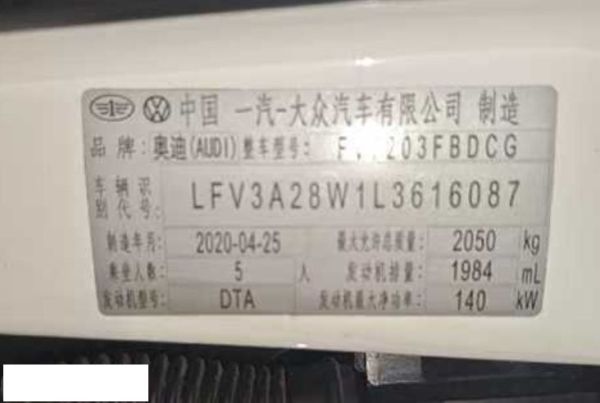 中国 一汽-大众汽车有限公司 制造
品牌: 奥迪(AUDI) 整车型号: 203FBDCG
车辆识别代号: LFV3A28W1L3616087
制造年月: 2020-04-25 最大允许总质量: 2050 kg
乘坐人数: 5 人 发动机排量: 1984 mL
发动机型号: DTA 发动机最大净功率: 140 kW